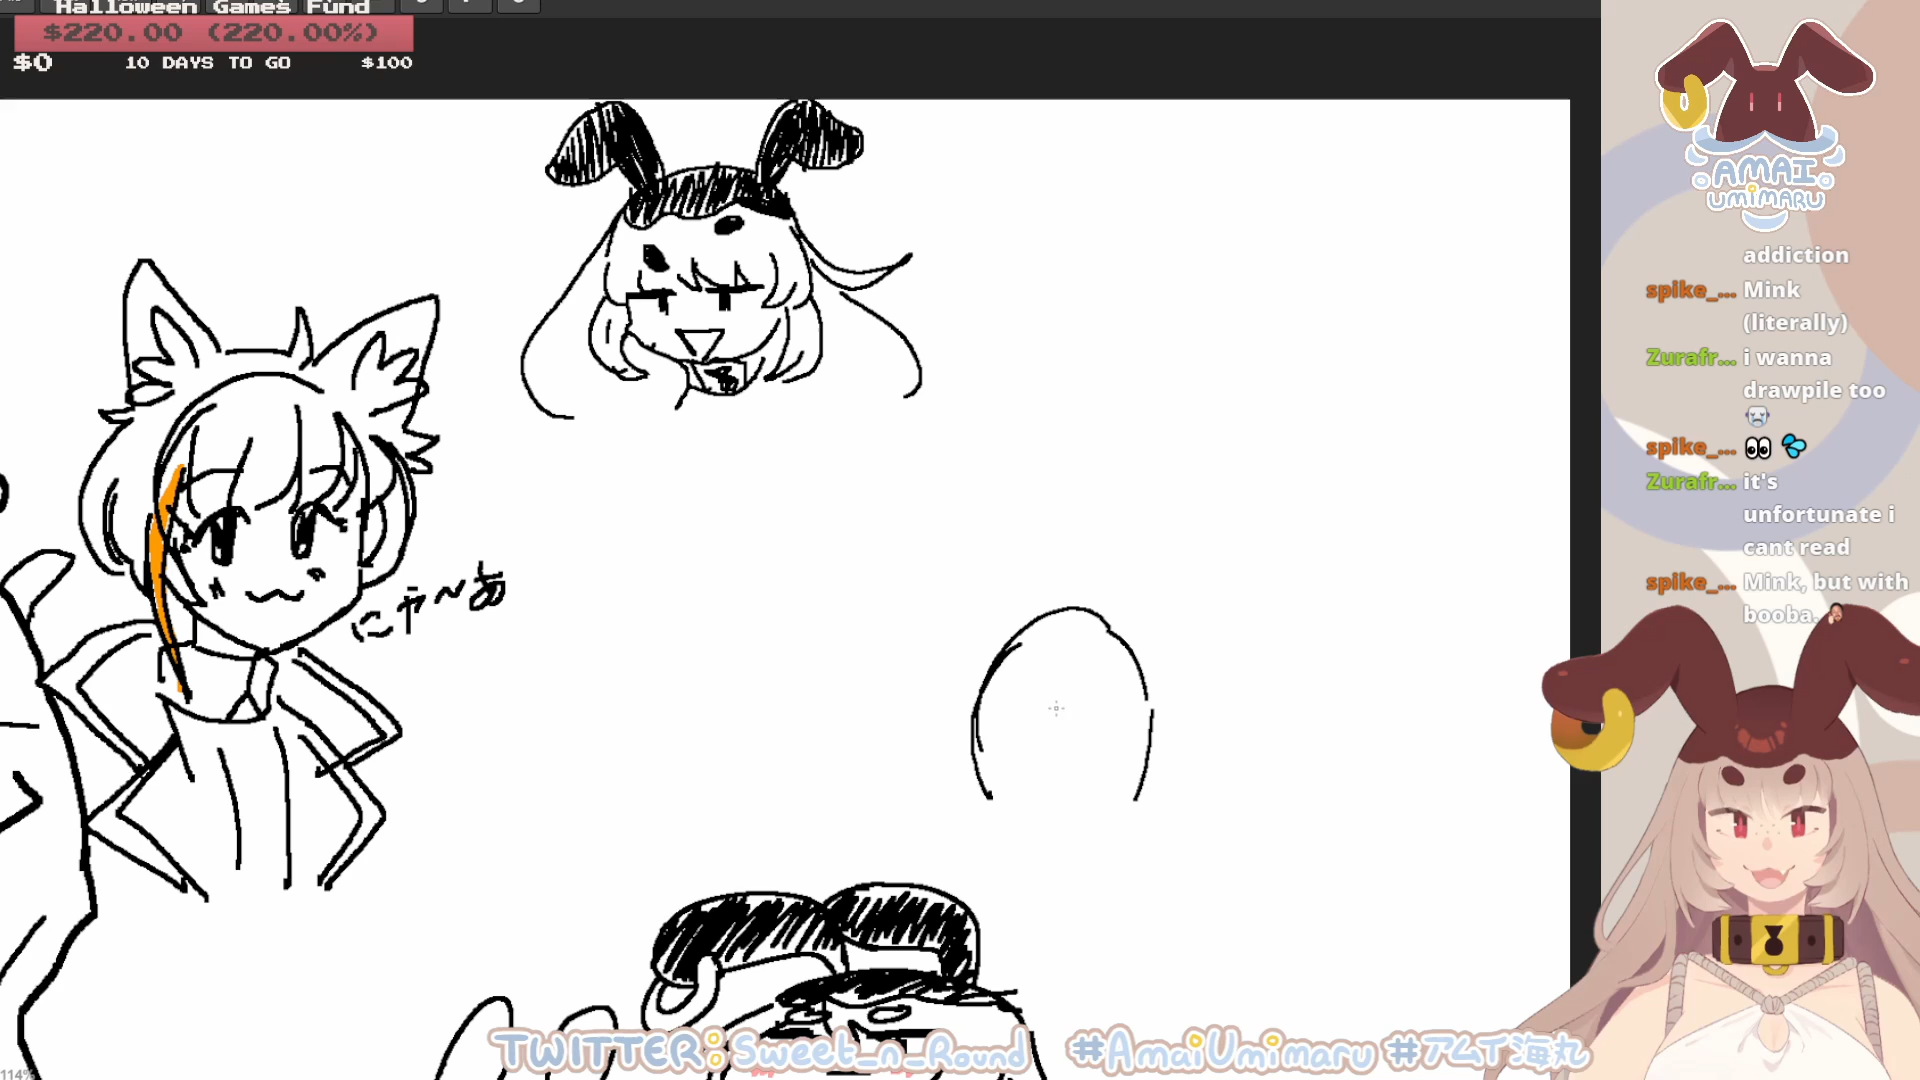 Halloween Games Fund
$220.00 (220.00%)
$0 10 DAYS TO GO $100
AMAI
UMIMARU
addiction
spike_... Mink
(literally)
Zurafr... i wanna
drawpile too
spike_...
Zurafr... it's
unfortunate i
cant read
spike_... Mink, but with
booba.
にゃ〜あ
TWITTER: Sweet_n_Round #AmaiUmimaru #アムイ海丸
114%